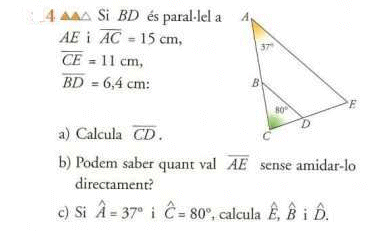 4 Si BD és paral·lel a
AE i AC = 15 cm,
CE = 11 cm,
BD = 6,4 cm:
a) Calcula CD.
b) Podem saber quant val AE sense amidar-lo
directament?
c) Si Â = 37° i Ĉ = 80°, calcula Ê, B̂ i D̂.
A
37°
B
80°
E
D
C